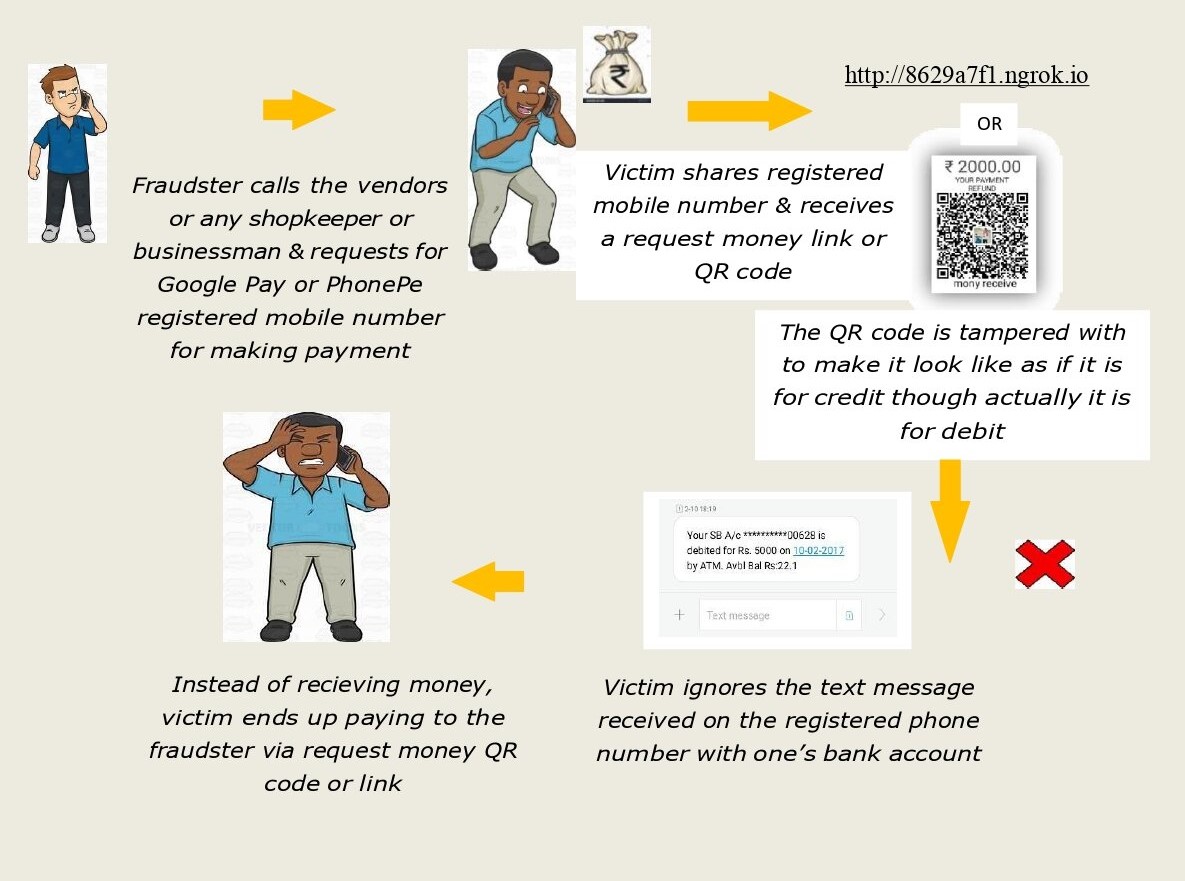 Fraudster calls the vendors
or any shopkeeper or
businessman & requests for
Google Pay or PhonePe
registered mobile number
for making payment
₹
Victim shares registered
mobile number & receives
a request money link or
QR code
http://8629a7f1.ngrok.io
OR
₹ 2000.00
YOUR PAYMENT
REFUND
mony receive
The QR code is tampered with
to make it look like as if it is
for credit though actually it is
for debit
2-10 18:19
Your SB A/c **********00628 is
debited for Rs. 5000 on 10-02-2017
by ATM. Avbl Bal Rs:22.1
Text message
Victim ignores the text message
received on the registered phone
number with one’s bank account
Instead of recieving money,
victim ends up paying to the
fraudster via request money QR
code or link